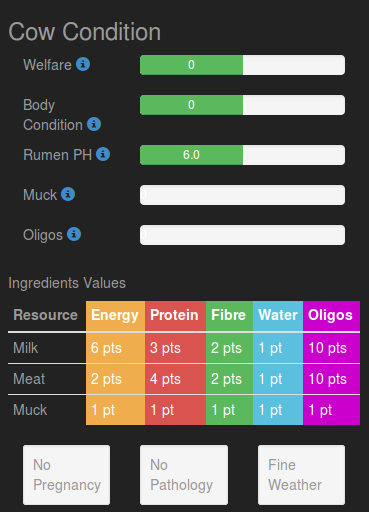 Cow Condition
Welfare
0
Body
Condition
0
Rumen PH
6.0
Muck
Oligos
Ingredients Values
Resource Energy Protein Fibre Water Oligos
Milk 6 pts 3 pts 2 pts 1 pt 10 pts
Meat 2 pts 4 pts 2 pts 1 pt 10 pts
Muck 1 pt 1 pt 1 pt 1 pt 1 pt
No
Pregnancy
No
Pathology
Fine
Weather